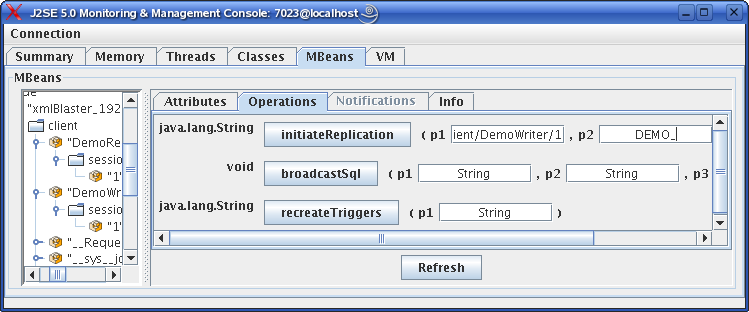 J2SE 5.0 Monitoring & Management Console: 7023@localhost
Connection
Summary Memory Threads Classes MBeans VM
MBeans
"xmlBlaster_192
client
"DemoRe
sessio
"1"
"DemoWr
sessio
"1"
"__Reque
"__sys__jo
Attributes Operations Notifications Info
java.lang.String initiateReplication ( p1 ient/DemoWriter/1 , p2 DEMO_
void broadcastSql ( p1 String , p2 String , p3
java.lang.String recreateTriggers ( p1 String )
Refresh